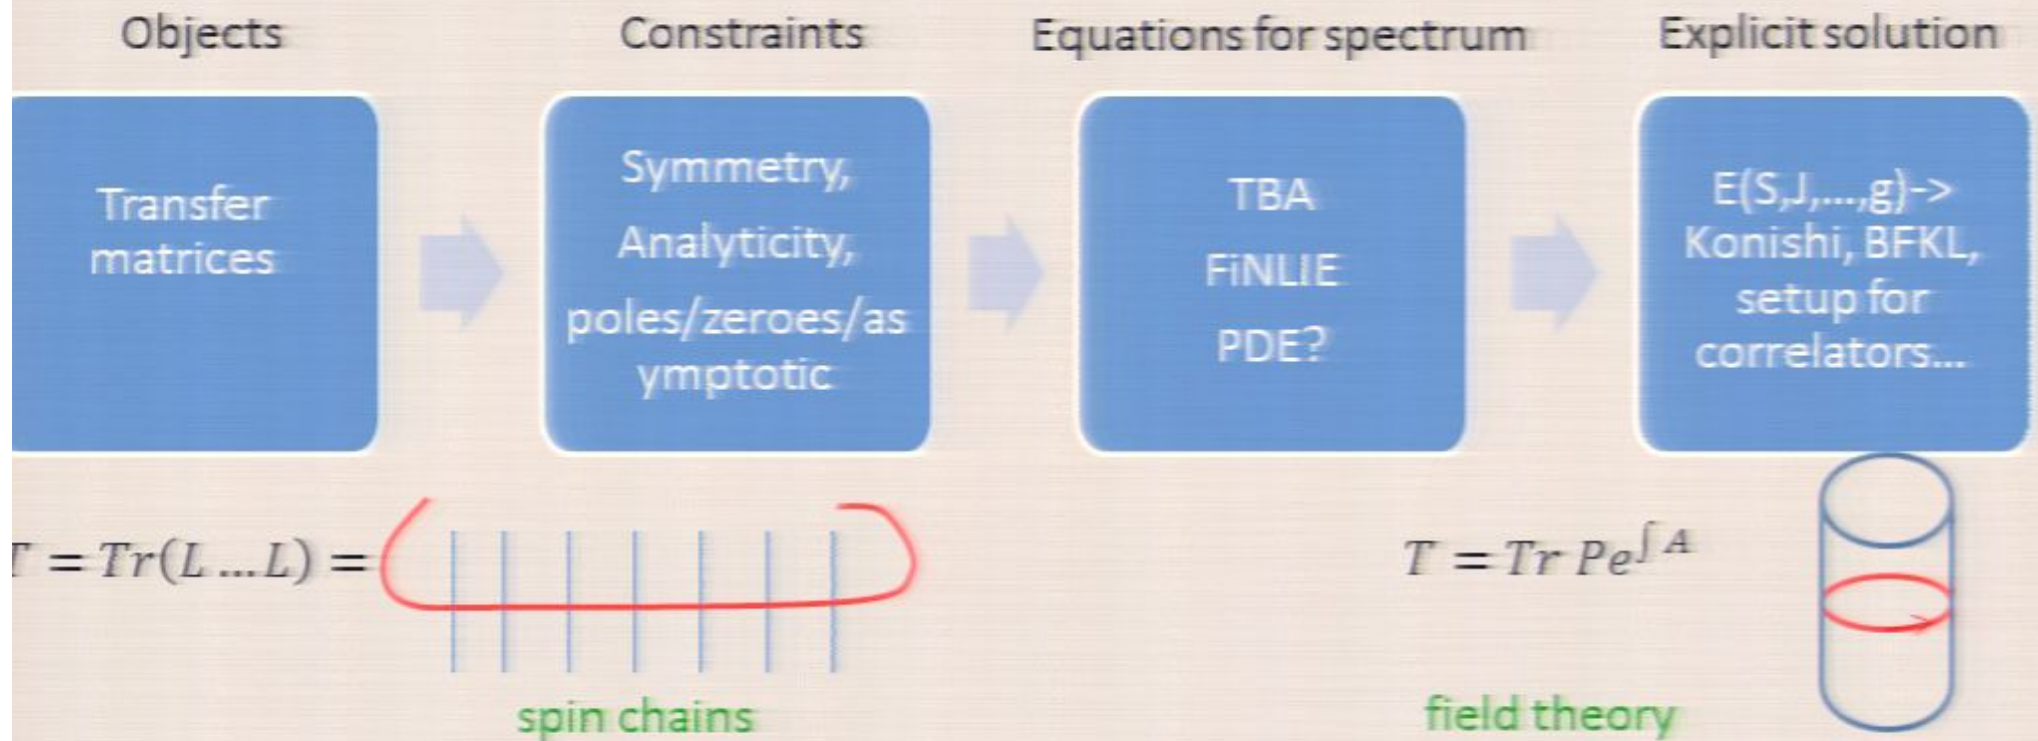 Objects
Constraints
Equations for spectrum
Explicit solution
Transfer
matrices
Symmetry,
Analyticity,
poles/zeroes/as
ymptotic
TBA
FiNLIE
PDE?
E(S,J,...,g)->
Konishi, BFKL,
setup for
correlators...
T = Tr(L ... L) =
spin chains
T = Tr Pe^{∫ A}
field theory